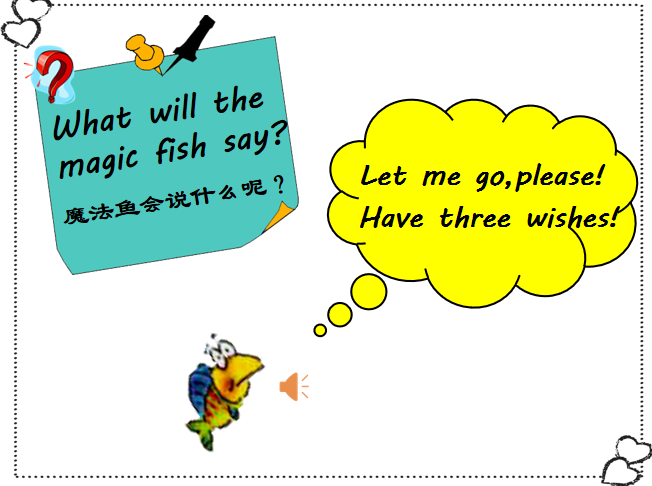 What will the
magic fish say?
魔法鱼会说什么呢？
Let me go,please!
Have three wishes!